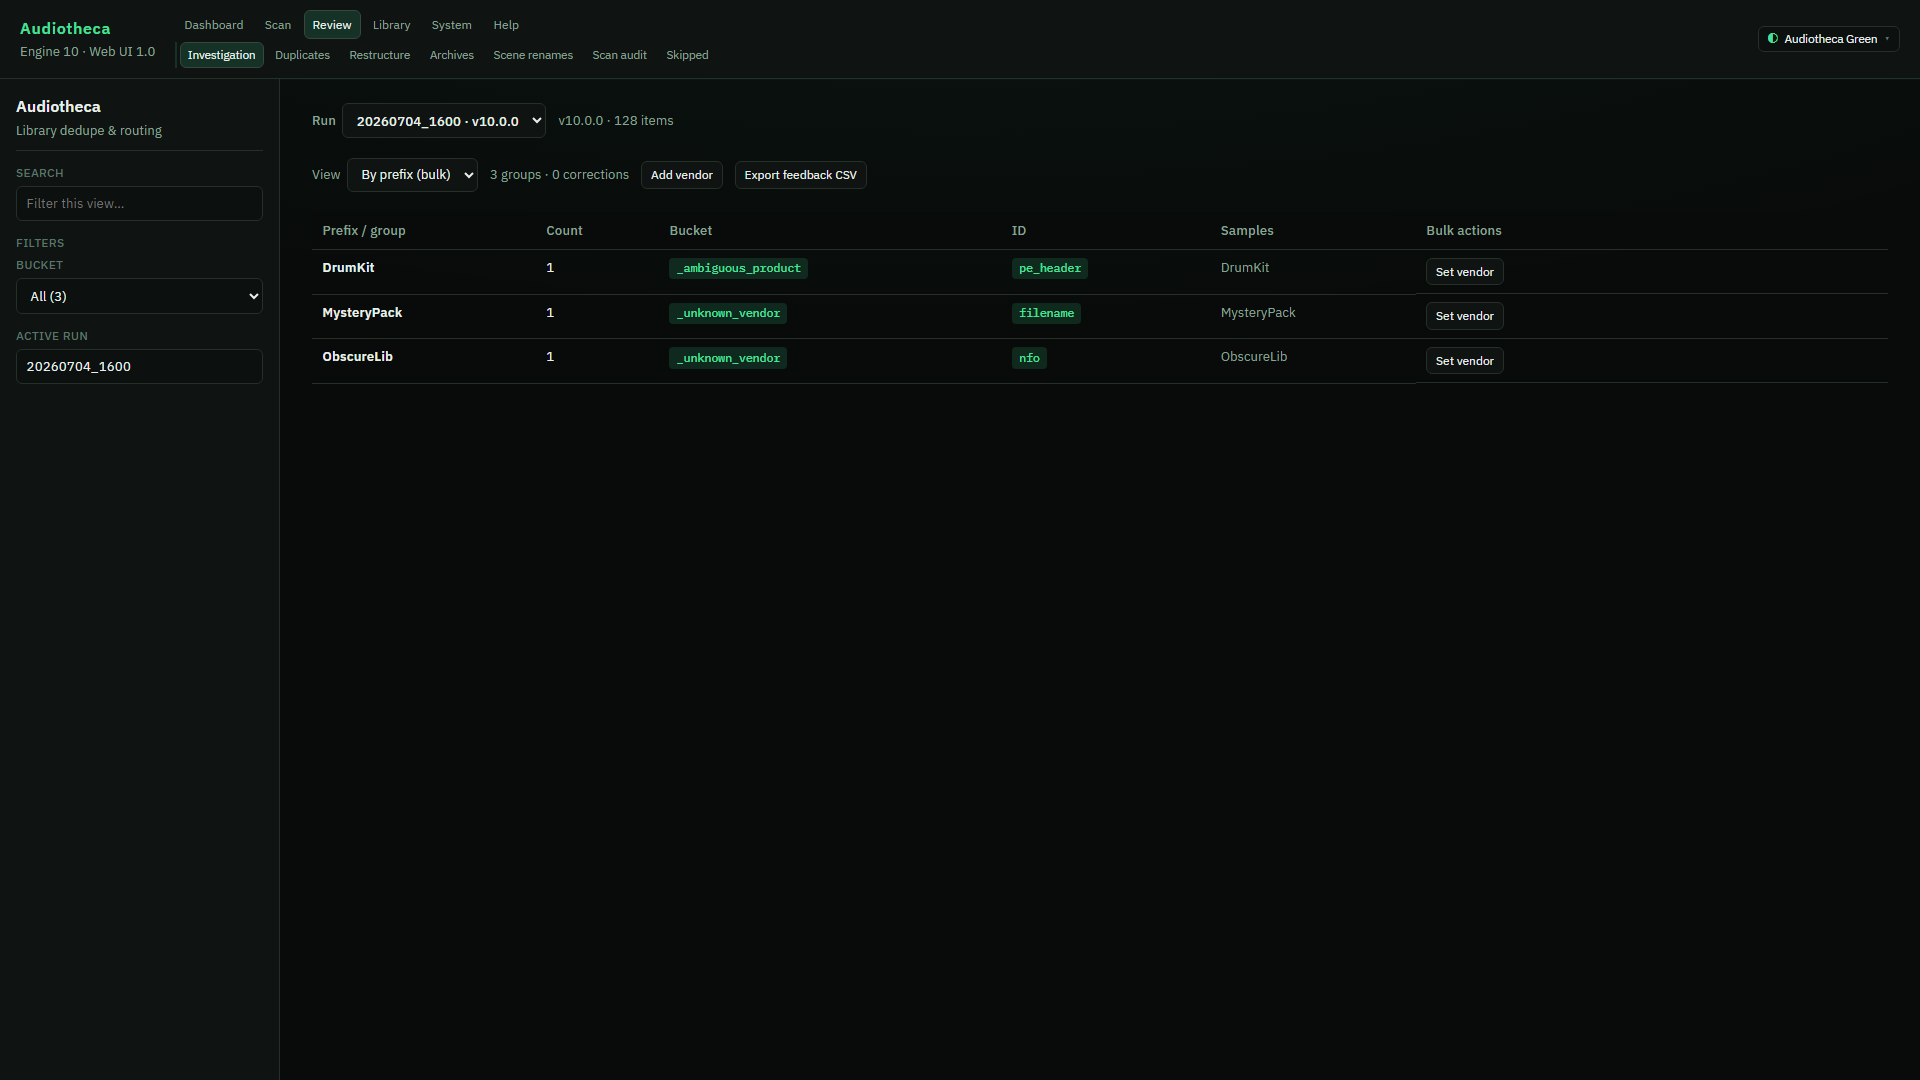 Audiotheca
Engine 10 · Web UI 1.0
Dashboard Scan Review Library System Help
Investigation Duplicates Restructure Archives Scene renames Scan audit Skipped
Audiotheca Green
Audiotheca
Library dedupe & routing
SEARCH
Filter this view...
FILTERS
BUCKET
All (3)
ACTIVE RUN
20260704_1600
Run 20260704_1600 · v10.0.0 v10.0.0 · 128 items
View By prefix (bulk) 3 groups · 0 corrections Add vendor Export feedback CSV
Prefix / group Count Bucket ID Samples Bulk actions
DrumKit 1 _ambiguous_product pe_header DrumKit Set vendor
MysteryPack 1 _unknown_vendor filename MysteryPack Set vendor
ObscureLib 1 _unknown_vendor nfo ObscureLib Set vendor